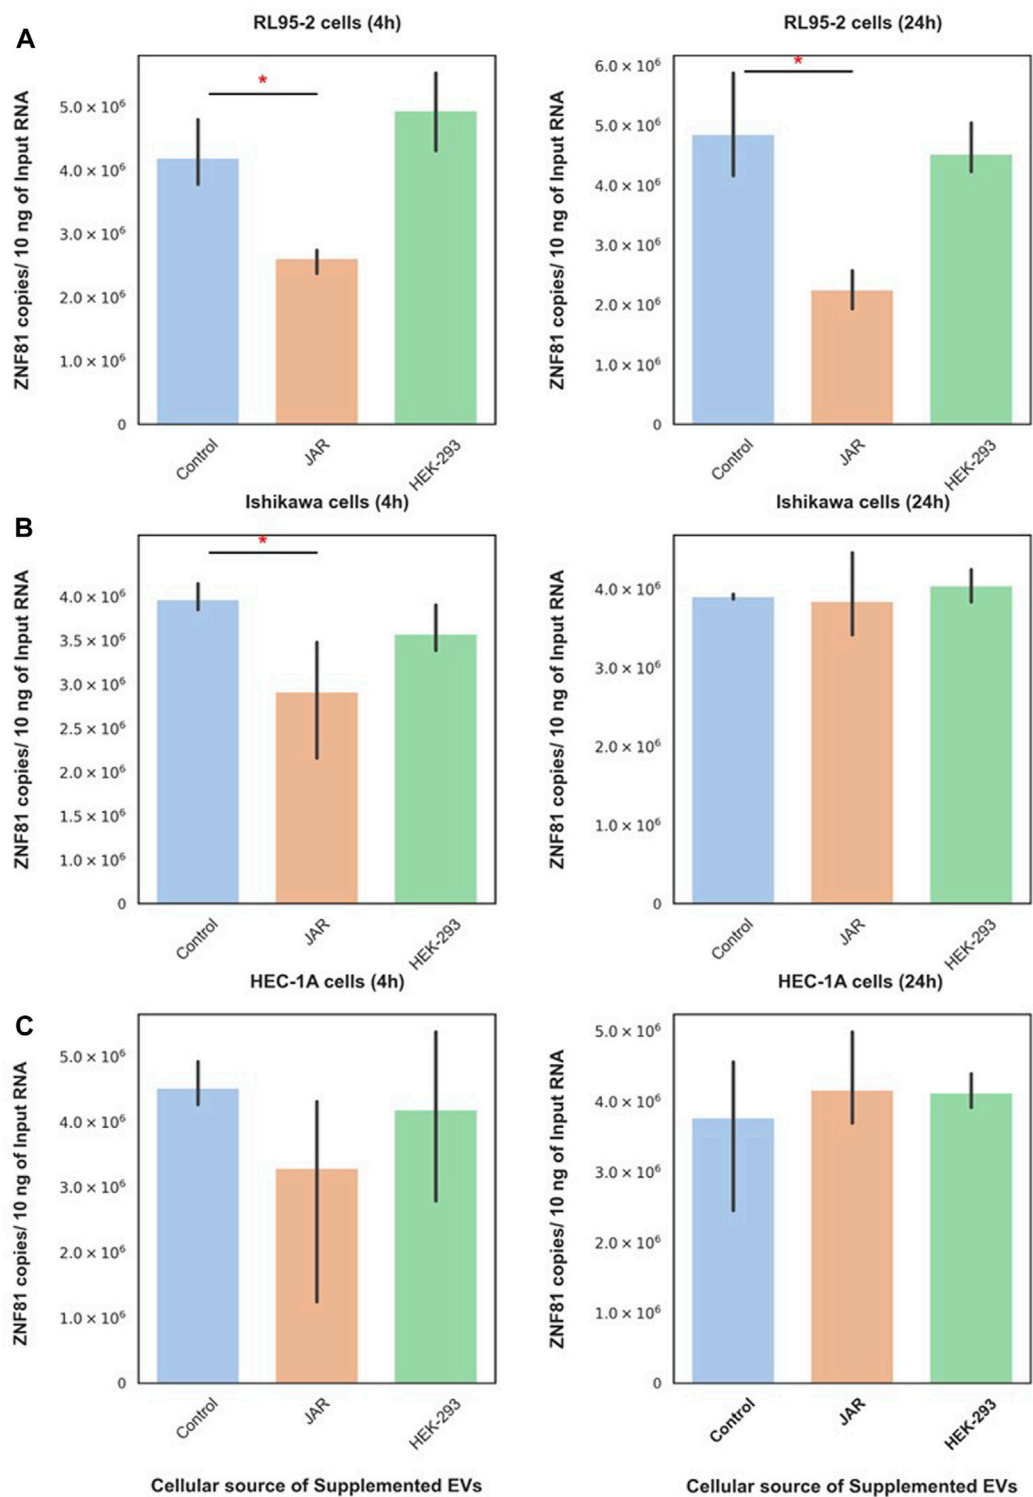 A
RL95-2 cells (4h)
ZNF81 copies/ 10 ng of Input RNA
*
5.0 × 10⁶
4.0 × 10⁶
3.0 × 10⁶
2.0 × 10⁶
1.0 × 10⁶
0
Control
JAR
HEK-293
RL95-2 cells (24h)
ZNF81 copies/ 10 ng of Input RNA
*
6.0 × 10⁶
5.0 × 10⁶
4.0 × 10⁶
3.0 × 10⁶
2.0 × 10⁶
1.0 × 10⁶
0
Control
JAR
HEK-293
B
Ishikawa cells (4h)
ZNF81 copies/ 10 ng of Input RNA
*
4.0 × 10⁶
3.5 × 10⁶
3.0 × 10⁶
2.5 × 10⁶
2.0 × 10⁶
1.5 × 10⁶
1.0 × 10⁶
0
Control
JAR
HEK-293
Ishikawa cells (24h)
ZNF81 copies/ 10 ng of Input RNA
4.0 × 10⁶
3.0 × 10⁶
2.0 × 10⁶
1.0 × 10⁶
0
Control
JAR
HEK-293
C
HEC-1A cells (4h)
ZNF81 copies/ 10 ng of Input RNA
5.0 × 10⁶
4.0 × 10⁶
3.0 × 10⁶
2.0 × 10⁶
1.0 × 10⁶
0
Control
JAR
HEK-293
Cellular source of Supplemented EVs
HEC-1A cells (24h)
ZNF81 copies/ 10 ng of Input RNA
5.0 × 10⁶
4.0 × 10⁶
3.0 × 10⁶
2.0 × 10⁶
1.0 × 10⁶
0
Control
JAR
HEK-293
Cellular source of Supplemented EVs